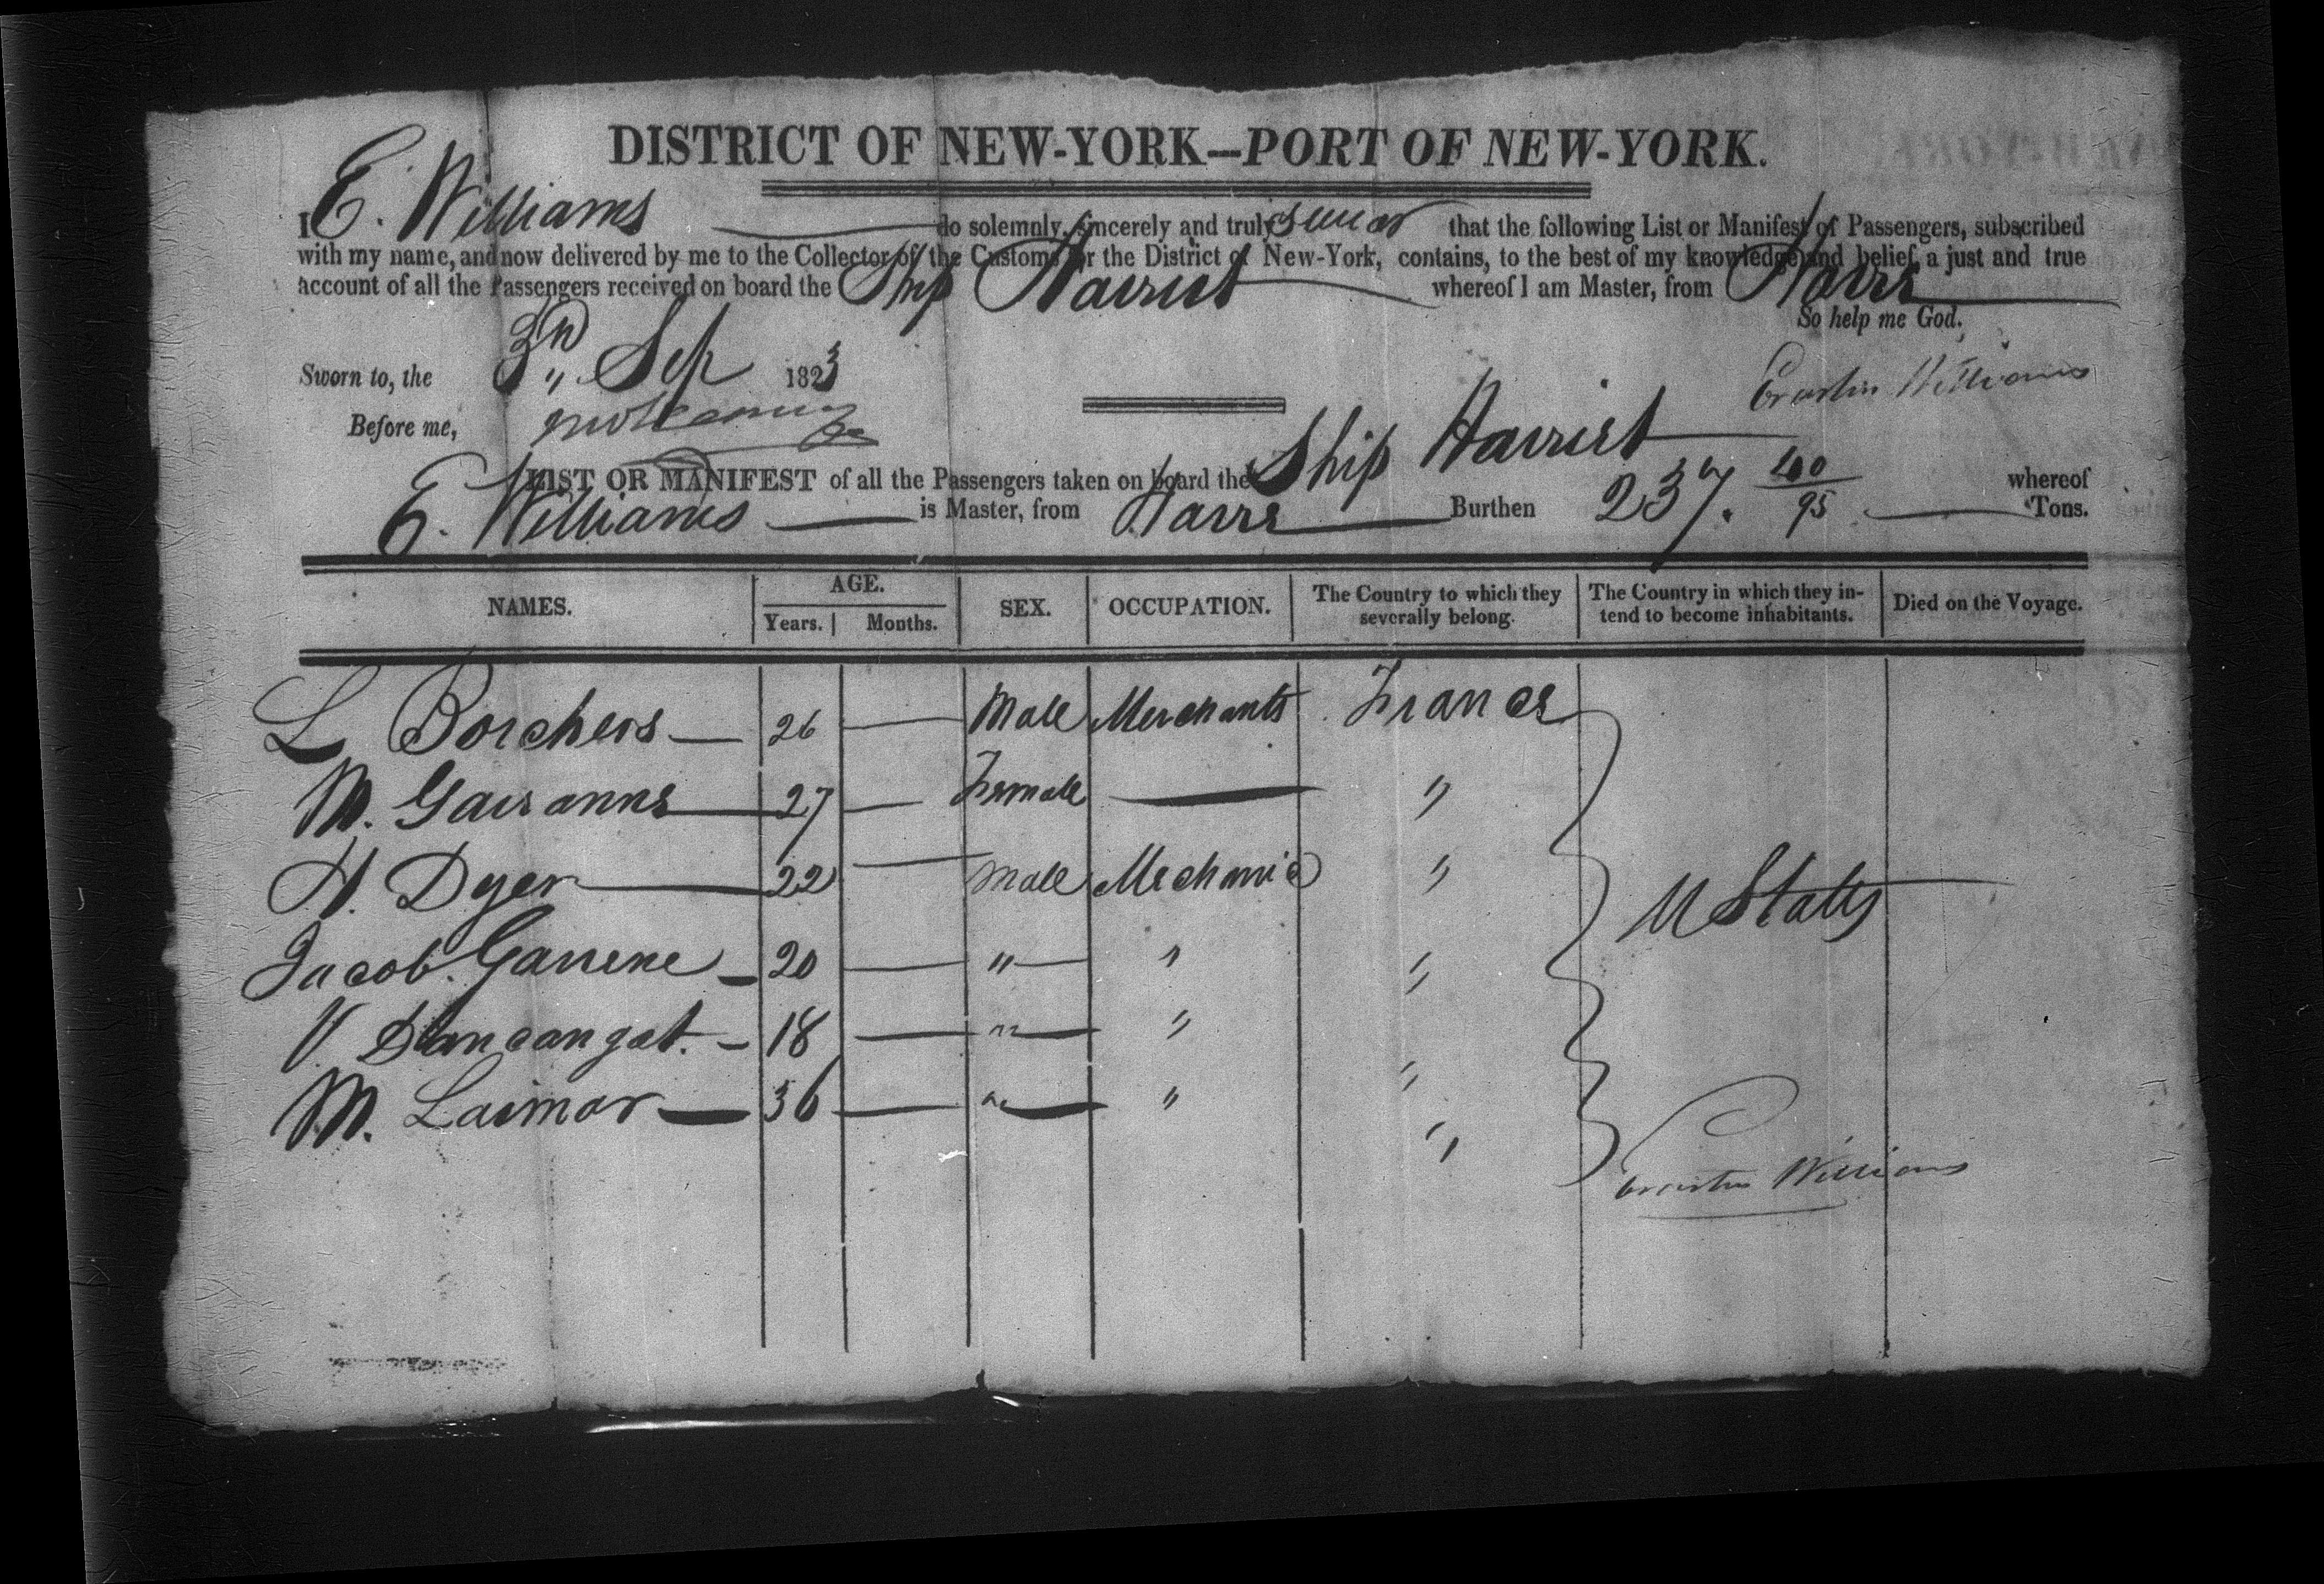 DISTRICT OF NEW-YORK—PORT OF NEW-YORK.
I E. Williams do solemnly, sincerely and truly swear that the following List or Manifest of Passengers, subscribed
with my name, and now delivered by me to the Collector of the Customs for the District of New-York, contains, to the best of my knowledge and belief, a just and true
account of all the Passengers received on board the Ship Harriet whereof I am Master, from Havre
So help me God.
Sworn to, the 3rd Sep 1823
Erastus Williams
Before me,
LIST OR MANIFEST of all the Passengers taken on board the Ship Harriet whereof
E. Williams is Master, from Havre Burthen 237. 40/95 Tons.
NAMES. AGE. Years. Months. SEX. OCCUPATION. The Country to which they severally belong. The Country in which they intend to become inhabitants. Died on the Voyage.
L Borchers — 26 — Male Merchants France
M. Gairanne — 27 — Female — "
H. Dyer — 22 — Male Mechanic "
U States
Jacob Garrene — 20 — " — " "
V. — 18 — " — " "
M. Laimor — 36 — " — " "
Erastus Williams